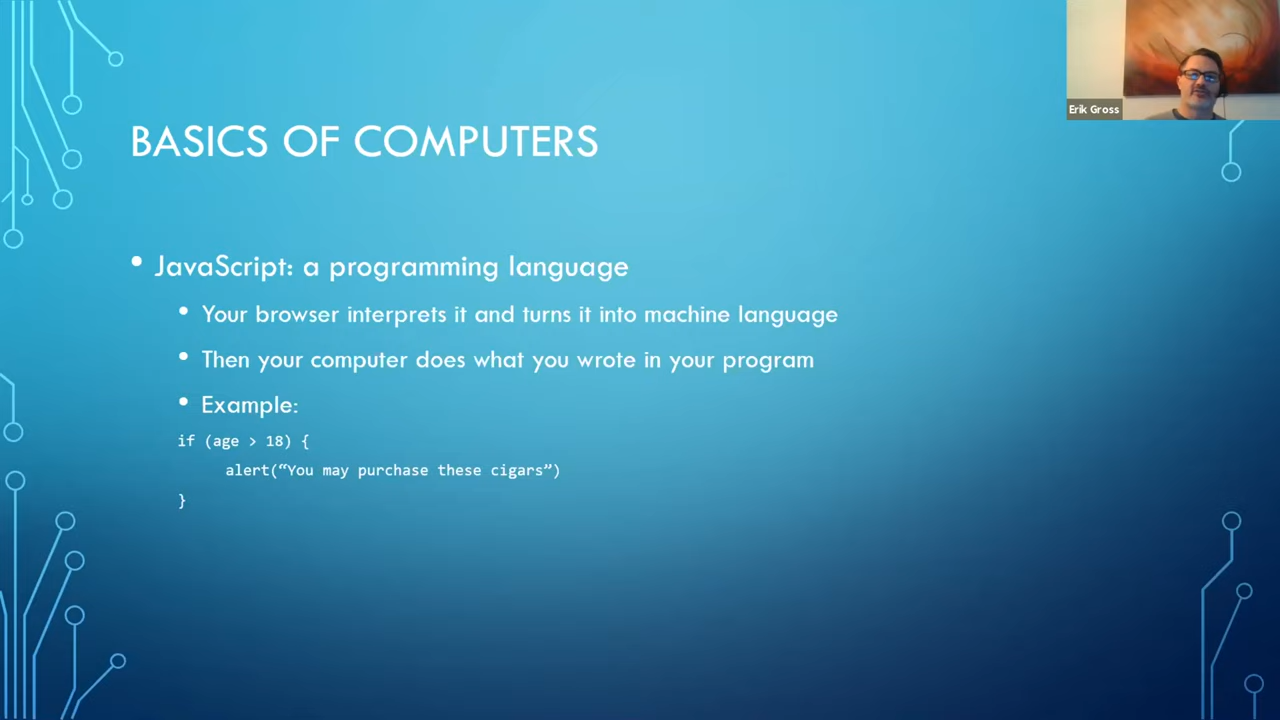 Erik Gross
BASICS OF COMPUTERS
• JavaScript: a programming language
• Your browser interprets it and turns it into machine language
• Then your computer does what you wrote in your program
• Example:
if (age > 18) {
alert(“You may purchase these cigars”)
}